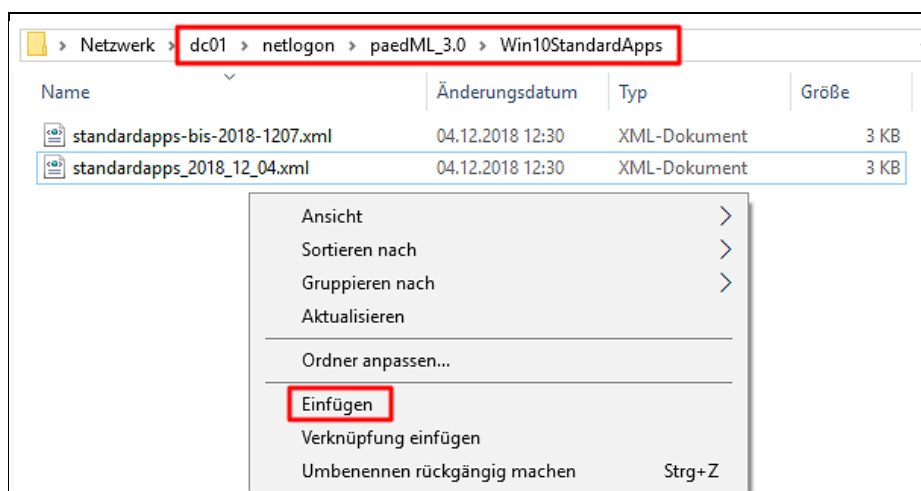 Netzwerk > dc01 > netlogon > paedML_3.0 > Win10StandardApps
Name Änderungsdatum Typ Größe
standardapps-bis-2018-1207.xml 04.12.2018 12:30 XML-Dokument 3 KB
standardapps_2018_12_04.xml 04.12.2018 12:30 XML-Dokument 3 KB
Ansicht
Sortieren nach
Gruppieren nach
Aktualisieren
Ordner anpassen...
Einfügen
Verknüpfung einfügen
Umbenennen rückgängig machen Strg+Z